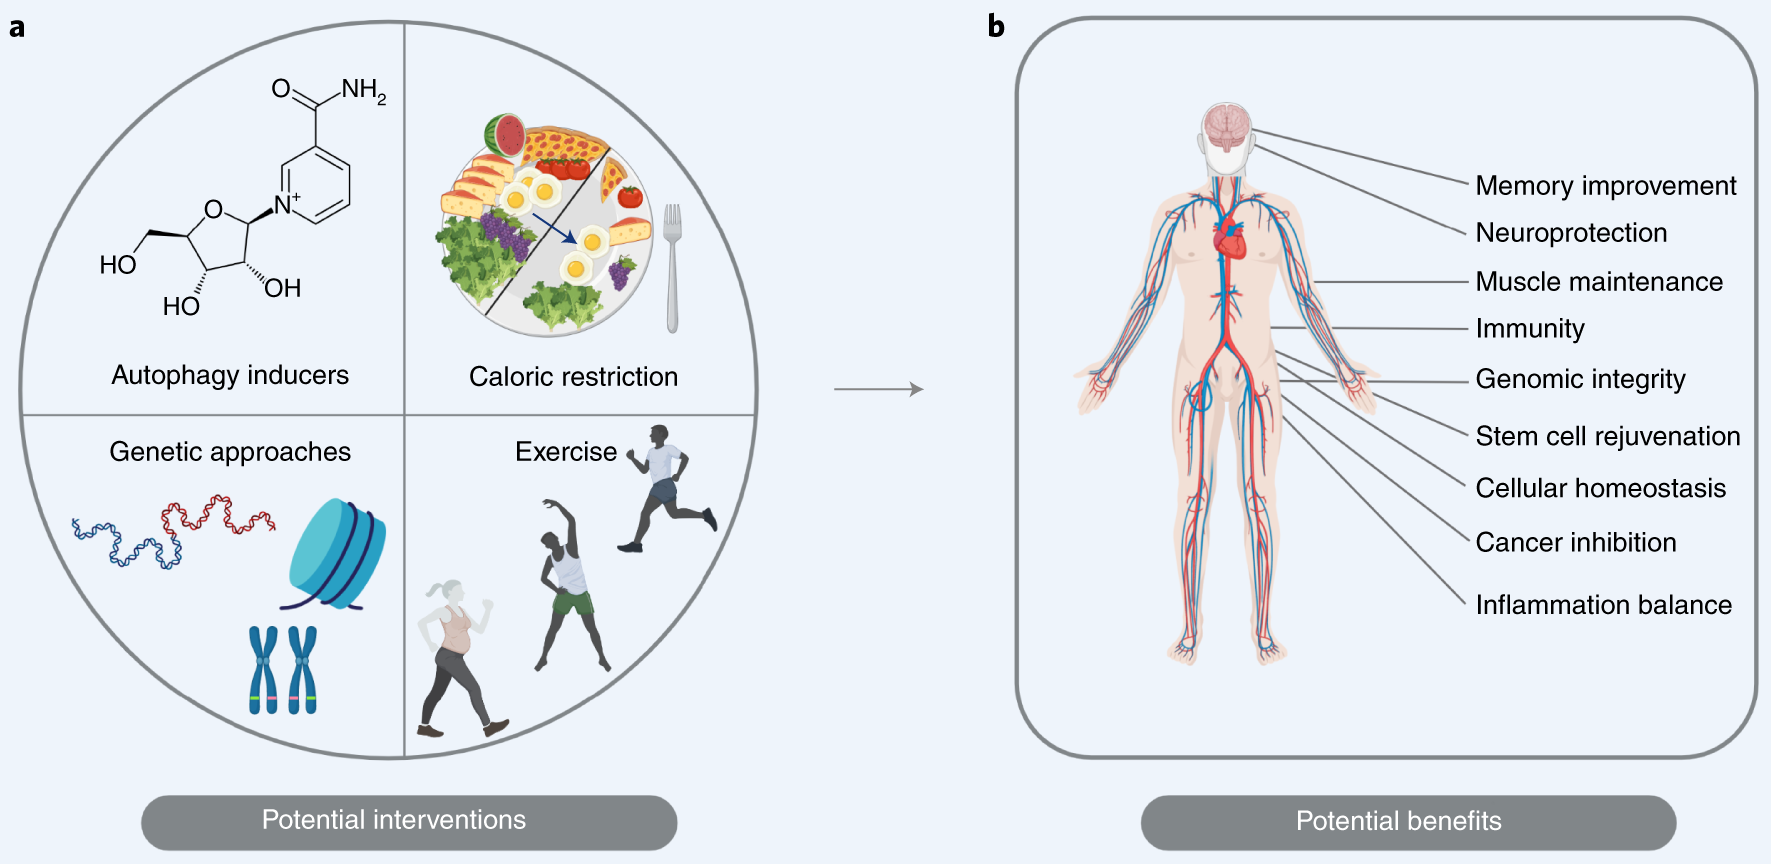 a
O
NH2
N+
O
HO
HO
OH
Autophagy inducers
Caloric restriction
Genetic approaches
Exercise
Potential interventions
b
Memory improvement
Neuroprotection
Muscle maintenance
Immunity
Genomic integrity
Stem cell rejuvenation
Cellular homeostasis
Cancer inhibition
Inflammation balance
Potential benefits